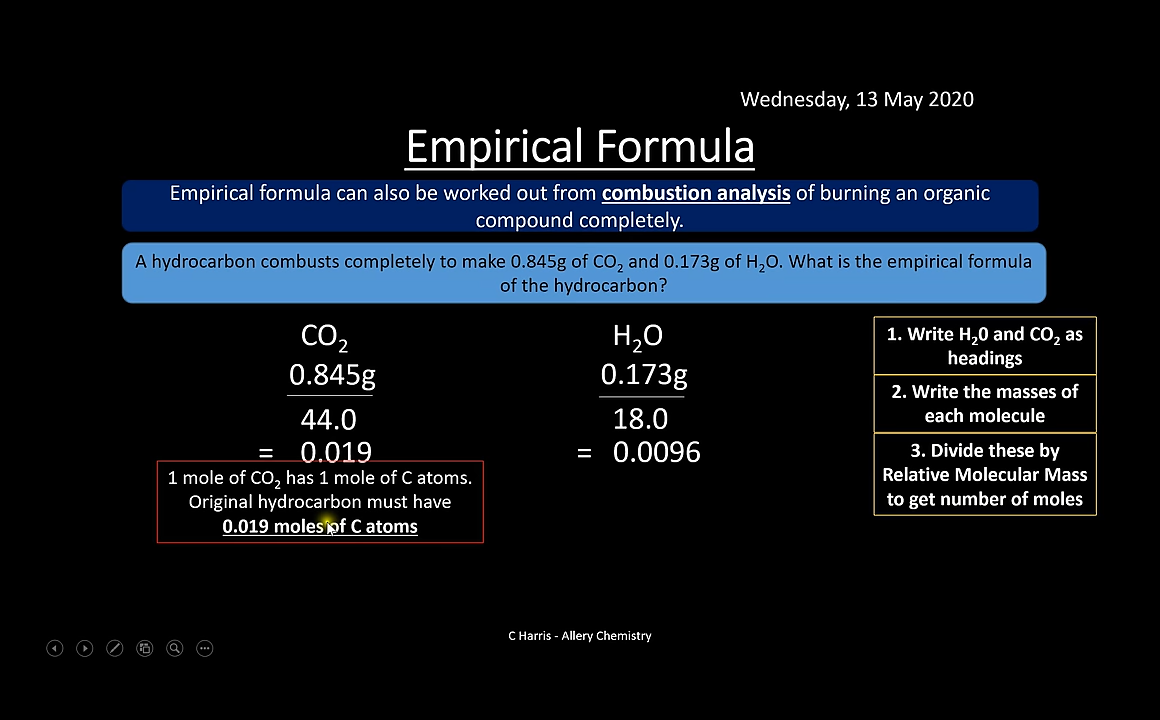 Wednesday, 13 May 2020
Empirical Formula
Empirical formula can also be worked out from combustion analysis of burning an organic
compound completely.
A hydrocarbon combusts completely to make 0.845g of CO₂ and 0.173g of H₂O. What is the empirical formula
of the hydrocarbon?
CO₂
0.845g
44.0
= 0.019
1 mole of CO₂ has 1 mole of C atoms.
Original hydrocarbon must have
0.019 moles of C atoms
H₂O
0.173g
18.0
= 0.0096
1. Write H₂0 and CO₂ as
headings
2. Write the masses of
each molecule
3. Divide these by
Relative Molecular Mass
to get number of moles
C Harris - Allery Chemistry